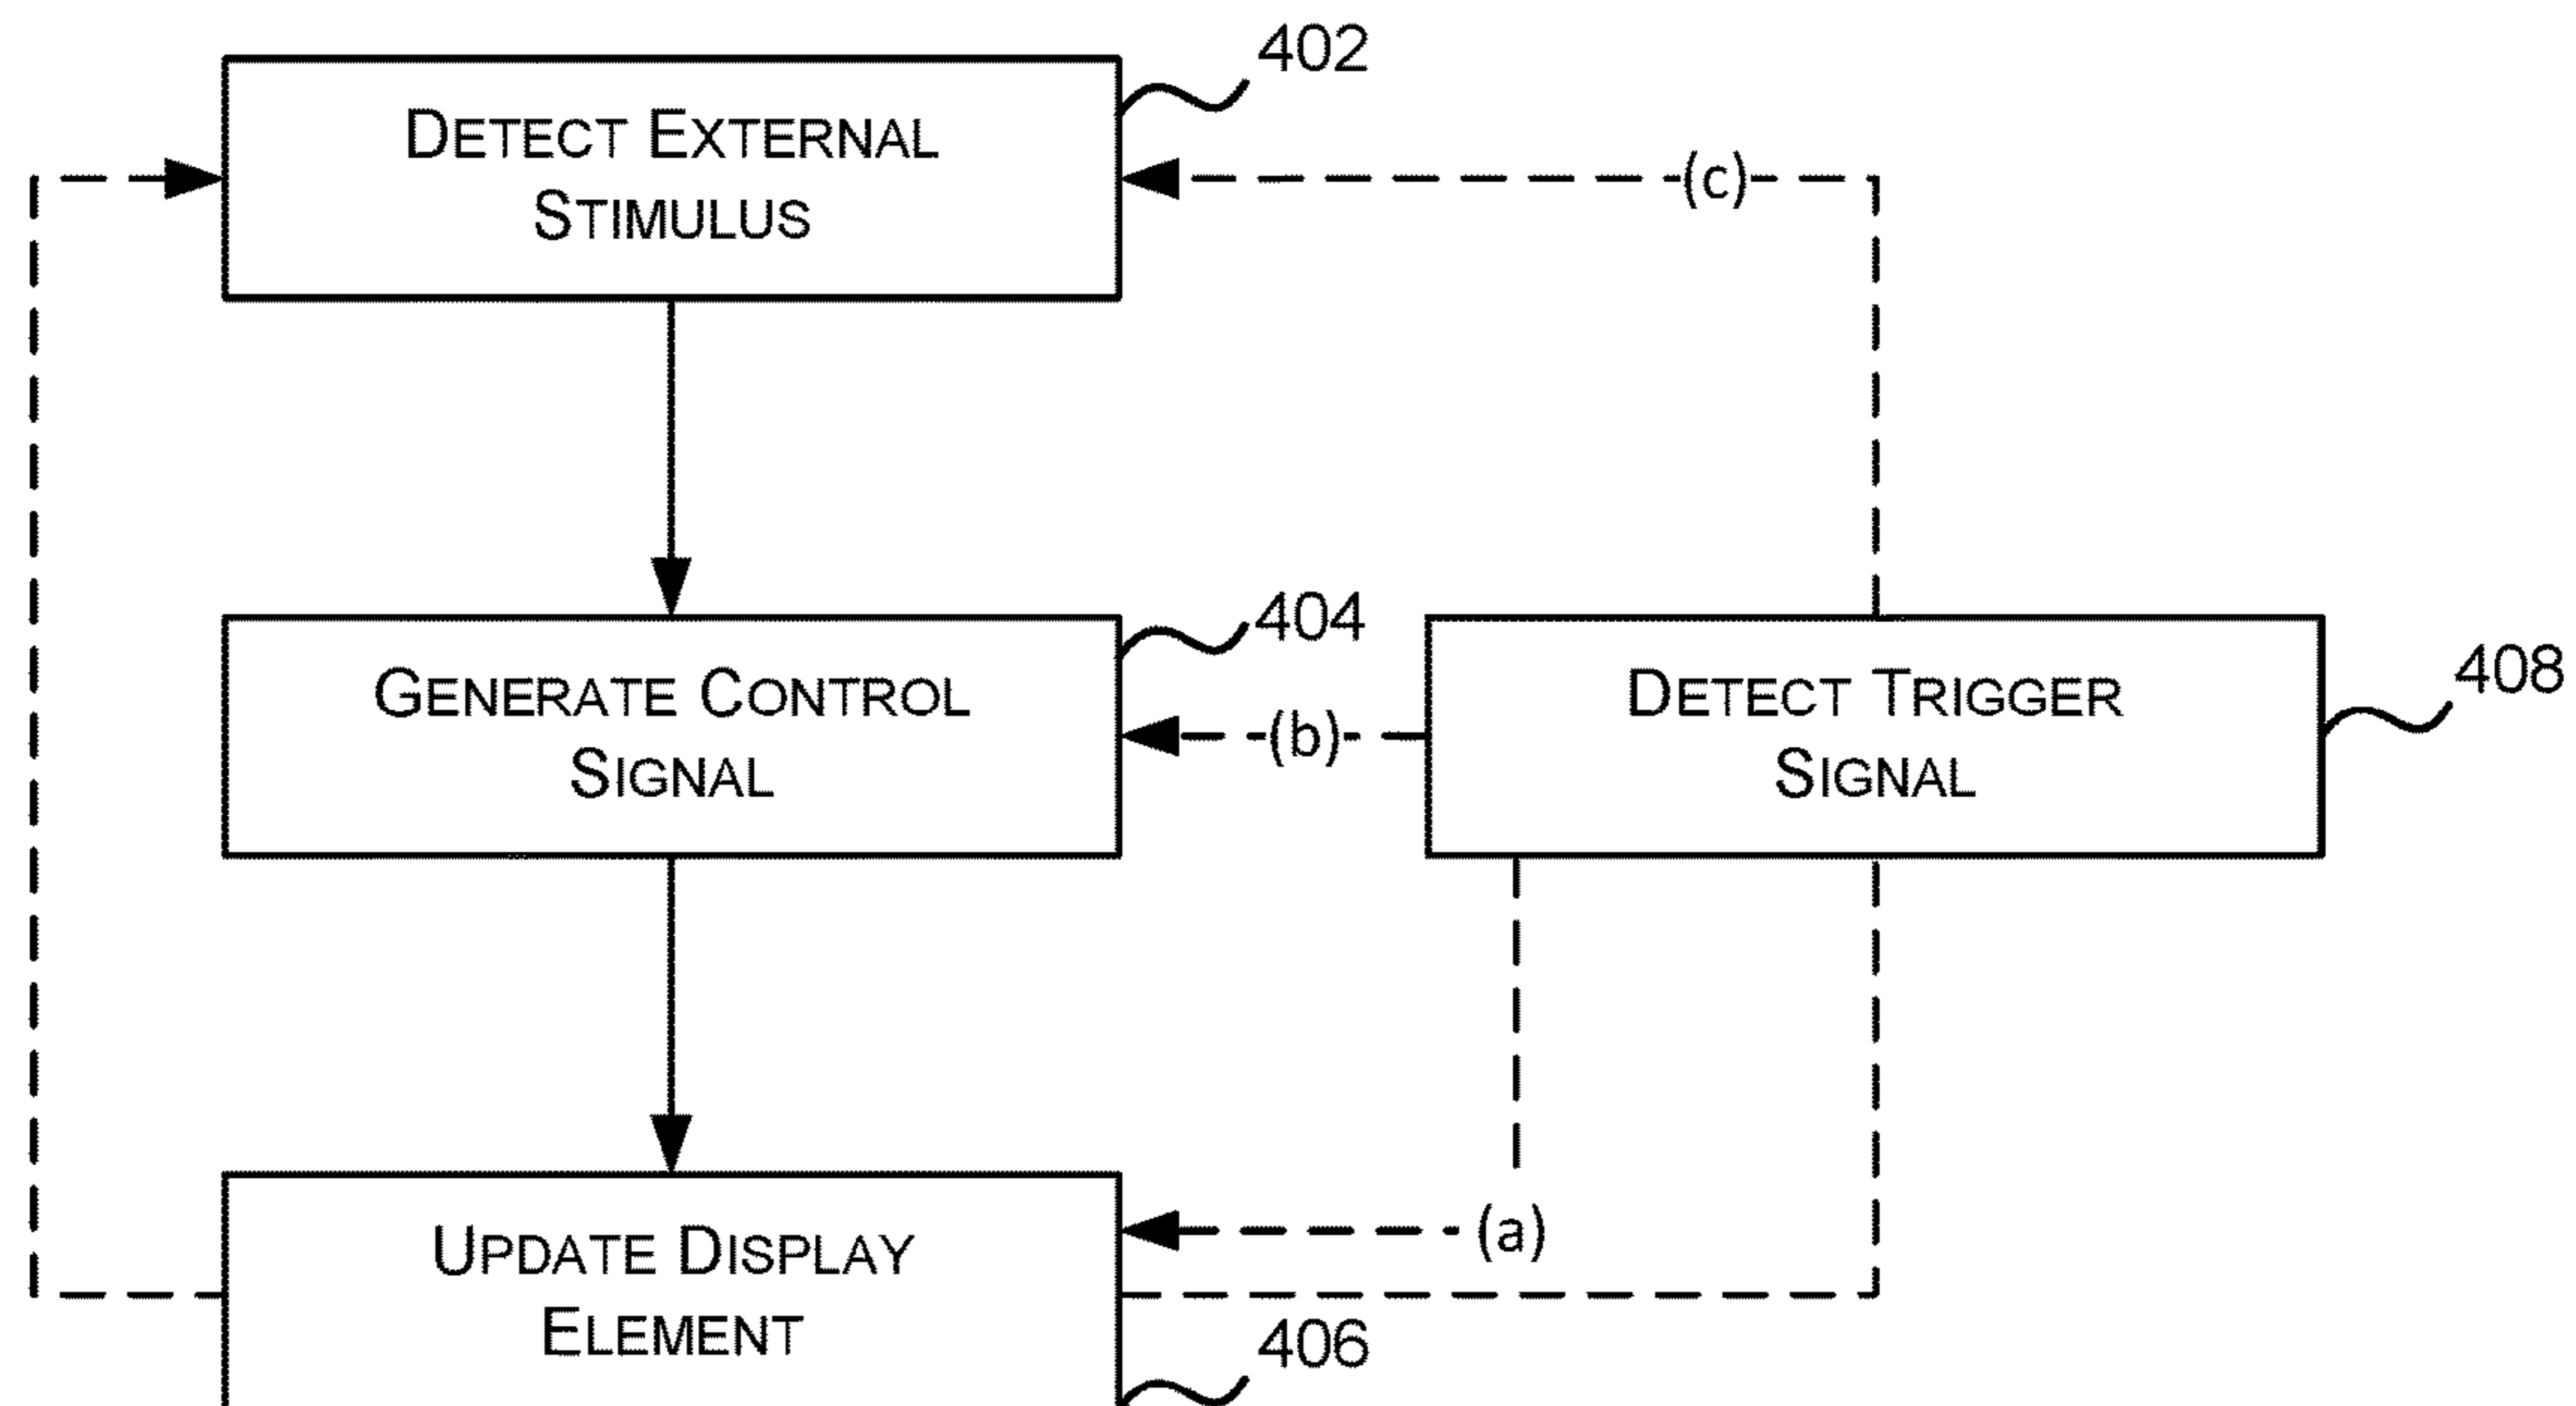 402
DETECT EXTERNAL
STIMULUS
(c)
404
GENERATE CONTROL
SIGNAL
(b)
DETECT TRIGGER
SIGNAL
408
(a)
UPDATE DISPLAY
ELEMENT
406